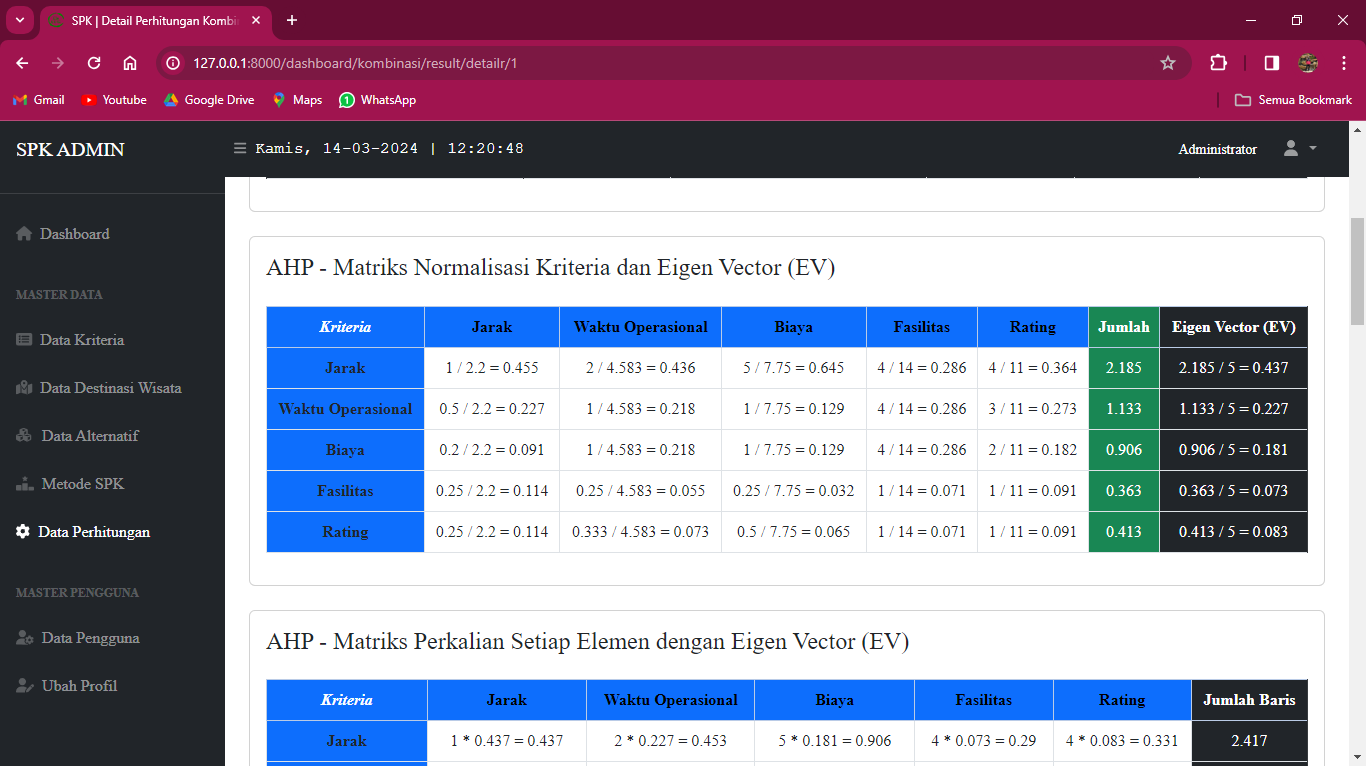 SPK | Detail Perhitungan Kombi
127.0.0.1:8000/dashboard/kombinasi/result/detailr/1
Gmail Youtube Google Drive Maps WhatsApp Semua Bookmark
SPK ADMIN
Kamis, 14-03-2024 | 12:20:48
Administrator
Dashboard
MASTER DATA
Data Kriteria
Data Destinasi Wisata
Data Alternatif
Metode SPK
Data Perhitungan
MASTER PENGGUNA
Data Pengguna
Ubah Profil
AHP - Matriks Normalisasi Kriteria dan Eigen Vector (EV)
Kriteria Jarak Waktu Operasional Biaya Fasilitas Rating Jumlah Eigen Vector (EV)
Jarak 1 / 2.2 = 0.455 2 / 4.583 = 0.436 5 / 7.75 = 0.645 4 / 14 = 0.286 4 / 11 = 0.364 2.185 2.185 / 5 = 0.437
Waktu Operasional 0.5 / 2.2 = 0.227 1 / 4.583 = 0.218 1 / 7.75 = 0.129 4 / 14 = 0.286 3 / 11 = 0.273 1.133 1.133 / 5 = 0.227
Biaya 0.2 / 2.2 = 0.091 1 / 4.583 = 0.218 1 / 7.75 = 0.129 4 / 14 = 0.286 2 / 11 = 0.182 0.906 0.906 / 5 = 0.181
Fasilitas 0.25 / 2.2 = 0.114 0.25 / 4.583 = 0.055 0.25 / 7.75 = 0.032 1 / 14 = 0.071 1 / 11 = 0.091 0.363 0.363 / 5 = 0.073
Rating 0.25 / 2.2 = 0.114 0.333 / 4.583 = 0.073 0.5 / 7.75 = 0.065 1 / 14 = 0.071 1 / 11 = 0.091 0.413 0.413 / 5 = 0.083
AHP - Matriks Perkalian Setiap Elemen dengan Eigen Vector (EV)
Kriteria Jarak Waktu Operasional Biaya Fasilitas Rating Jumlah Baris
Jarak 1 * 0.437 = 0.437 2 * 0.227 = 0.453 5 * 0.181 = 0.906 4 * 0.073 = 0.29 4 * 0.083 = 0.331 2.417